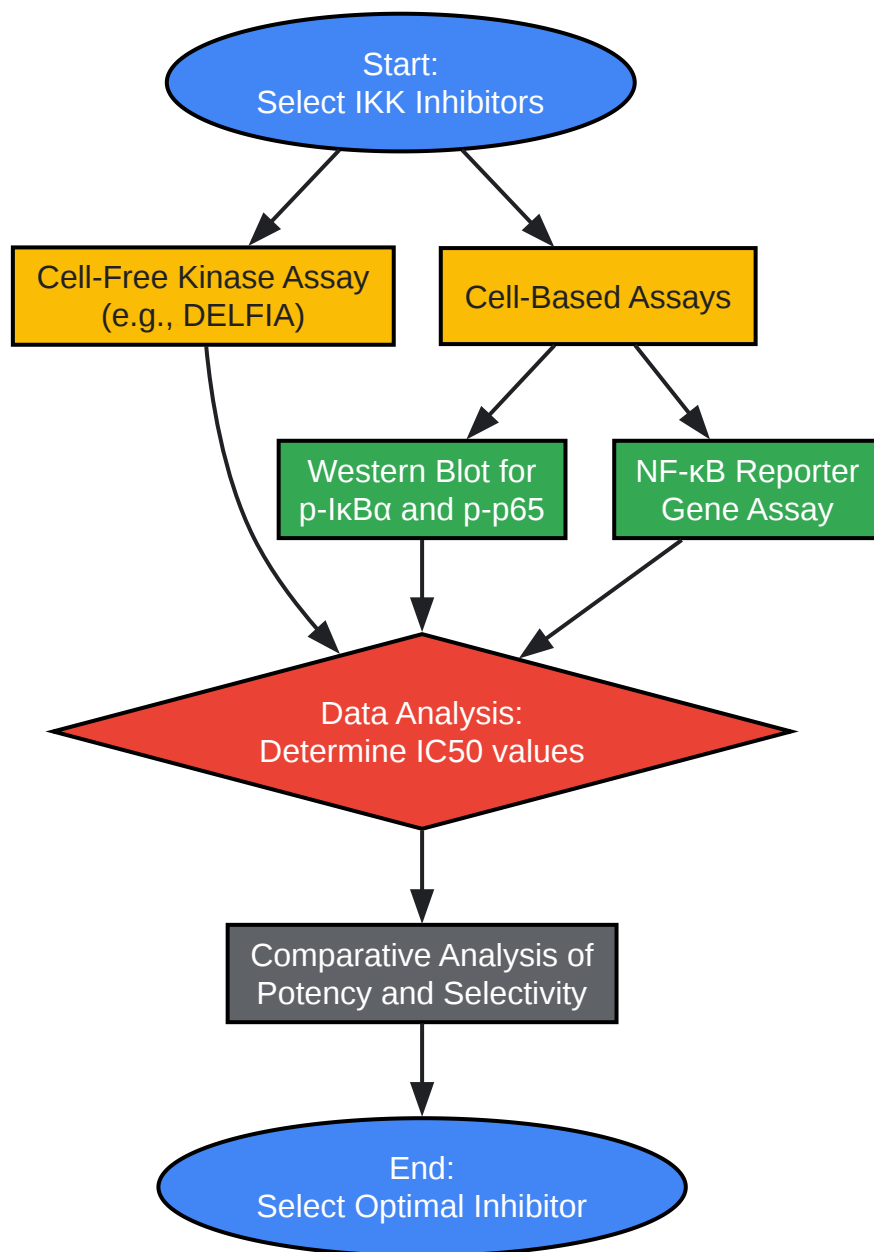 Start:
Select IKK Inhibitors
Cell-Free Kinase Assay
(e.g., DELFIA)
Cell-Based Assays
Western Blot for
p-IκBα and p-p65
NF-κB Reporter
Gene Assay
Data Analysis:
Determine IC50 values
Comparative Analysis of
Potency and Selectivity
End:
Select Optimal Inhibitor